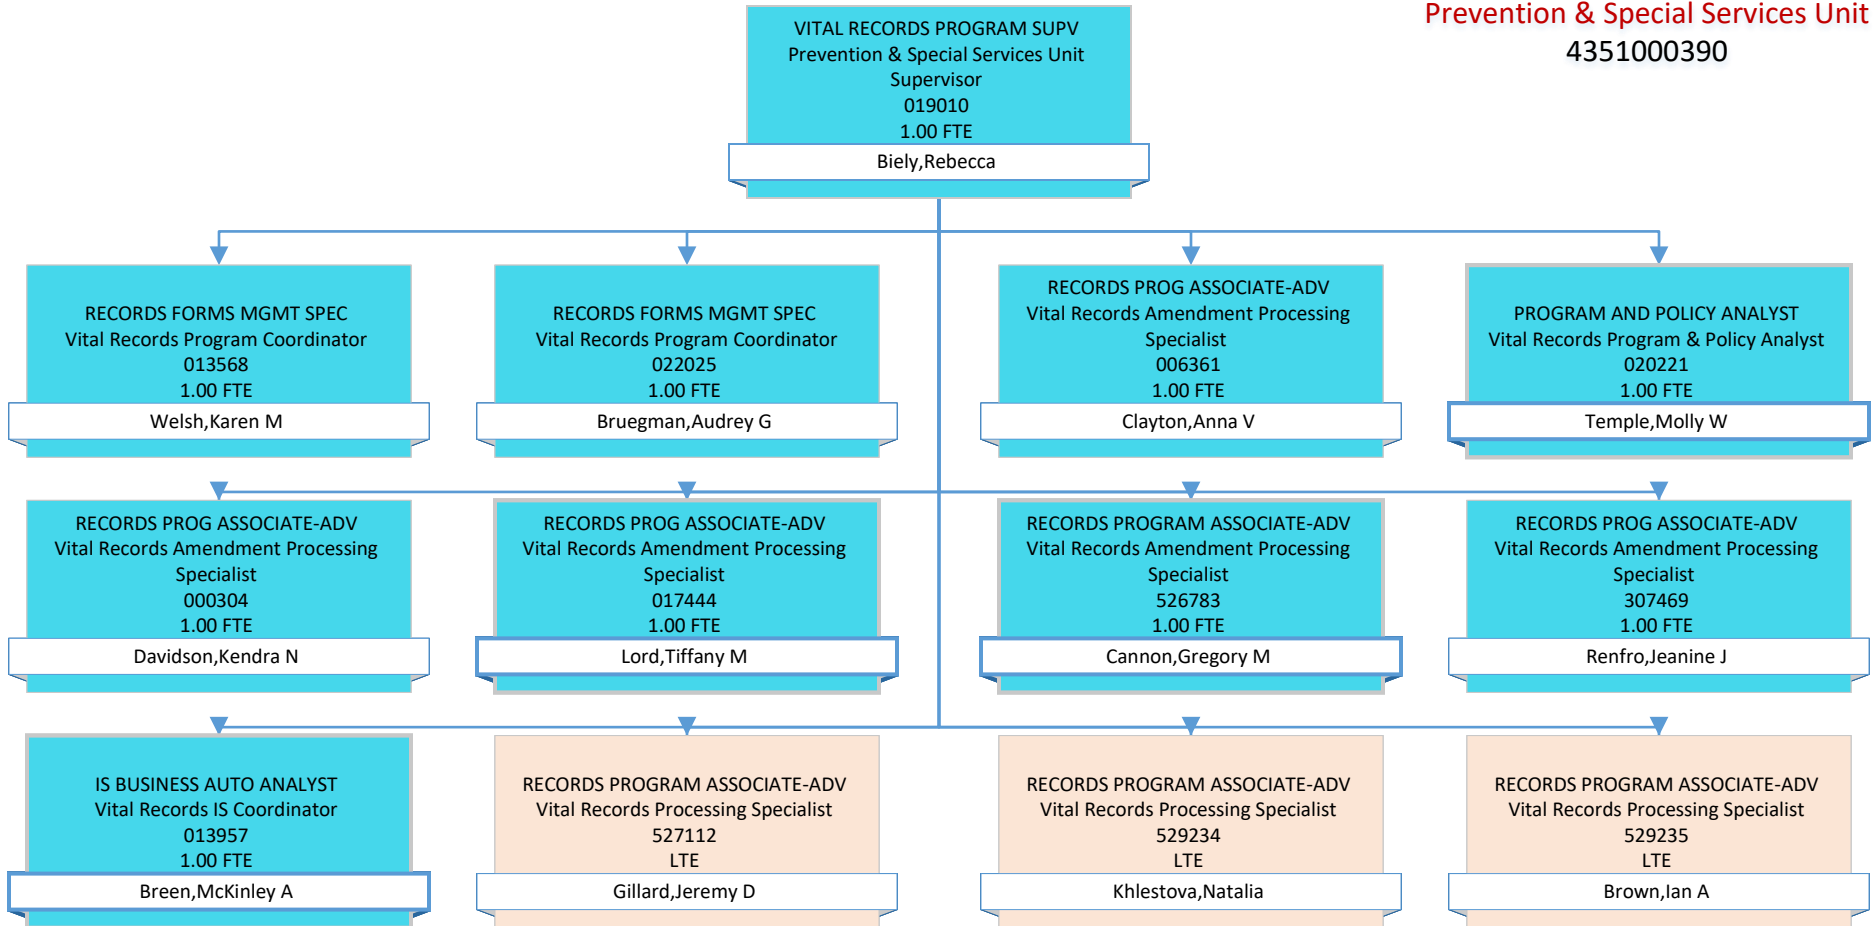 Prevention & Special Services Unit
4351000390
VITAL RECORDS PROGRAM SUPV
Prevention & Special Services Unit
Supervisor
019010
1.00 FTE
Biely,Rebecca
RECORDS FORMS MGMT SPEC
Vital Records Program Coordinator
013568
1.00 FTE
Welsh,Karen M
RECORDS FORMS MGMT SPEC
Vital Records Program Coordinator
022025
1.00 FTE
Bruegman,Audrey G
RECORDS PROG ASSOCIATE-ADV
Vital Records Amendment Processing
Specialist
006361
1.00 FTE
Clayton,Anna V
PROGRAM AND POLICY ANALYST
Vital Records Program & Policy Analyst
020221
1.00 FTE
Temple,Molly W
RECORDS PROG ASSOCIATE-ADV
Vital Records Amendment Processing
Specialist
000304
1.00 FTE
Davidson,Kendra N
RECORDS PROG ASSOCIATE-ADV
Vital Records Amendment Processing
Specialist
017444
1.00 FTE
Lord,Tiffany M
RECORDS PROGRAM ASSOCIATE-ADV
Vital Records Amendment Processing
Specialist
526783
1.00 FTE
Cannon,Gregory M
RECORDS PROG ASSOCIATE-ADV
Vital Records Amendment Processing
Specialist
307469
1.00 FTE
Renfro,Jeanine J
IS BUSINESS AUTO ANALYST
Vital Records IS Coordinator
013957
1.00 FTE
Breen,McKinley A
RECORDS PROGRAM ASSOCIATE-ADV
Vital Records Processing Specialist
527112
LTE
Gillard,Jeremy D
RECORDS PROGRAM ASSOCIATE-ADV
Vital Records Processing Specialist
529234
LTE
Khlestova,Natalia
RECORDS PROGRAM ASSOCIATE-ADV
Vital Records Processing Specialist
529235
LTE
Brown,Ian A